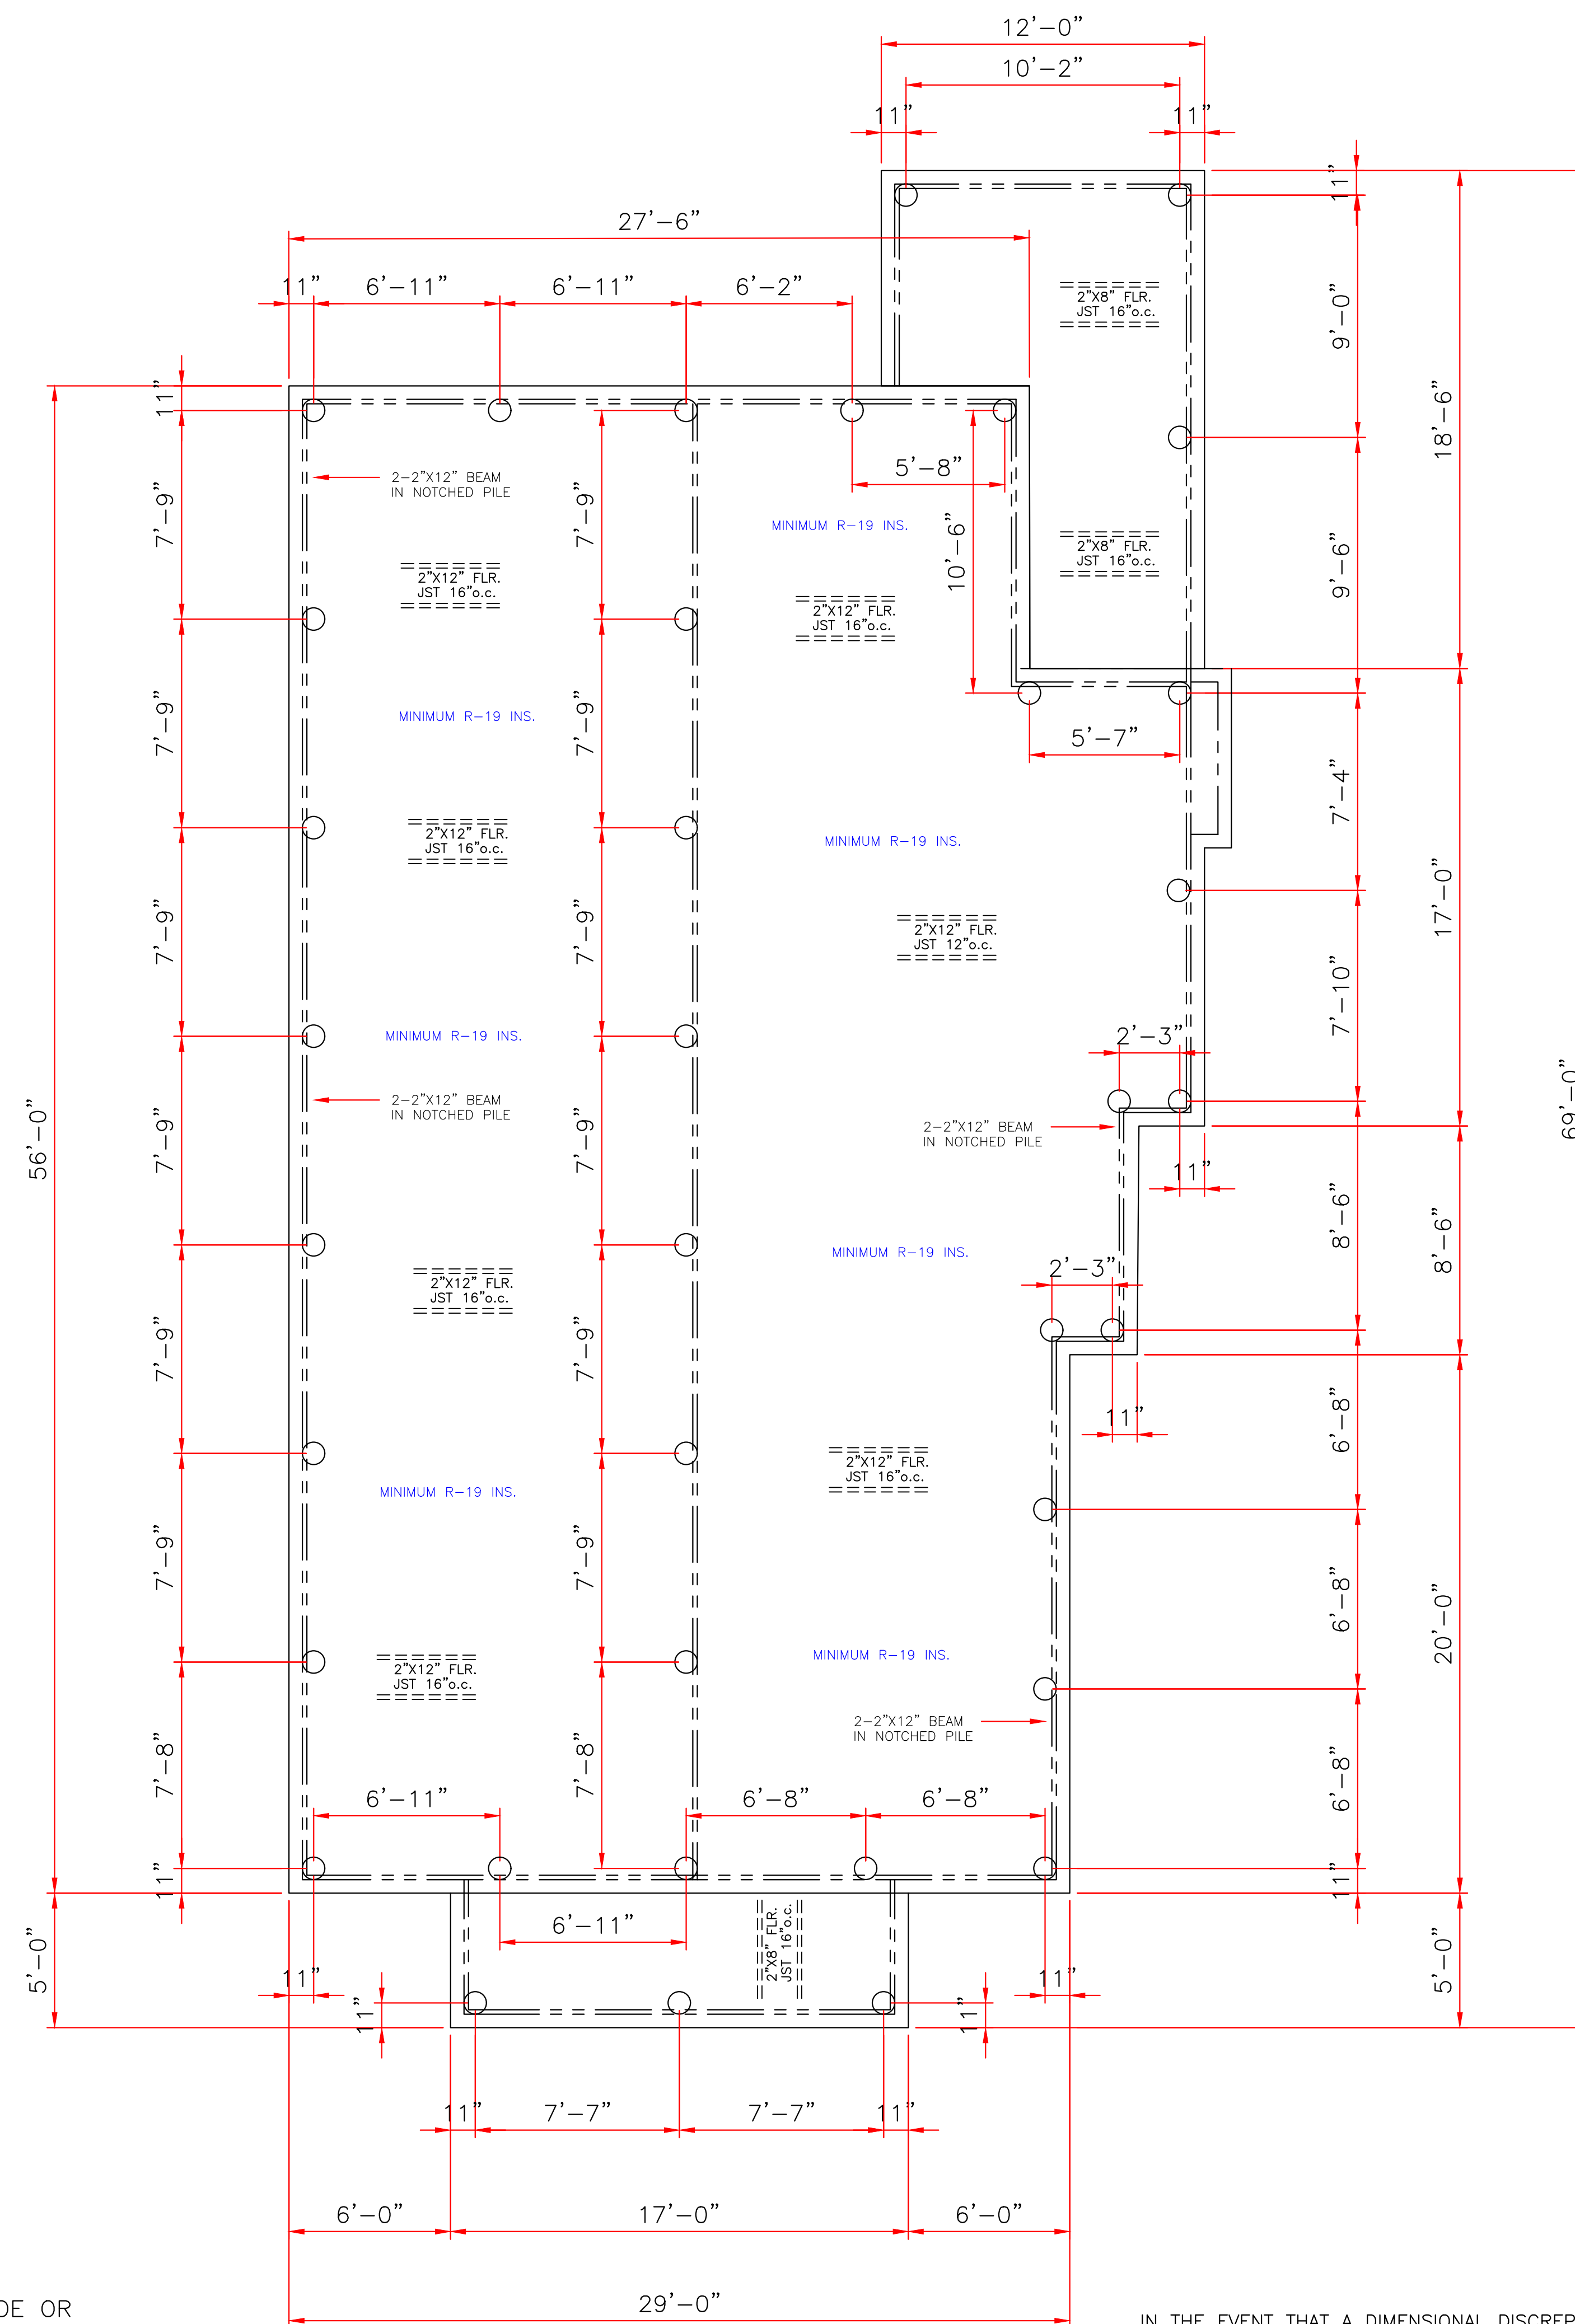 12'-0"
10'-2"
11" 11"
11"
27'-6"
11" 6'-11" 6'-11" 6'-2"
9'-0"
2"X8" FLR.
JST 16"o.c.
18'-6"
11"
5'-8"
2-2"X12" BEAM
IN NOTCHED PILE
7'-9" 7'-9"
MINIMUM R-19 INS.
10'-6"
2"X8" FLR.
JST 16"o.c.
9'-6"
2"X12" FLR.
JST 16"o.c.
2"X12" FLR.
JST 16"o.c.
MINIMUM R-19 INS.
7'-9" 7'-9"
5'-7"
7'-4"
2"X12" FLR.
JST 16"o.c.
MINIMUM R-19 INS.
17'-0"
7'-9" 7'-9"
2"X12" FLR.
JST 12"o.c.
7'-10"
MINIMUM R-19 INS.
2'-3"
2-2"X12" BEAM
IN NOTCHED PILE
69'-0"
56'-0"
7'-9" 7'-9"
2-2"X12" BEAM
IN NOTCHED PILE
11"
8'-6"
8'-6"
MINIMUM R-19 INS.
2'-3"
2"X12" FLR.
JST 16"o.c.
7'-9" 7'-9"
11"
6'-8"
2"X12" FLR.
JST 16"o.c.
MINIMUM R-19 INS.
7'-9" 7'-9"
6'-8"
20'-0"
MINIMUM R-19 INS.
2"X12" FLR.
JST 16"o.c.
2-2"X12" BEAM
IN NOTCHED PILE
7'-8" 7'-8"
6'-8"
6'-11" 6'-8" 6'-8"
11" 11"
6'-11"
2"X8" FLR.
JST 16"o.c.
5'-0" 5'-0"
11" 11"
11" 11"
11" 7'-7" 7'-7" 11"
6'-0" 17'-0" 6'-0"
29'-0"
DE OR
IN THE EVENT THAT A DIMENSIONAL DISCREP